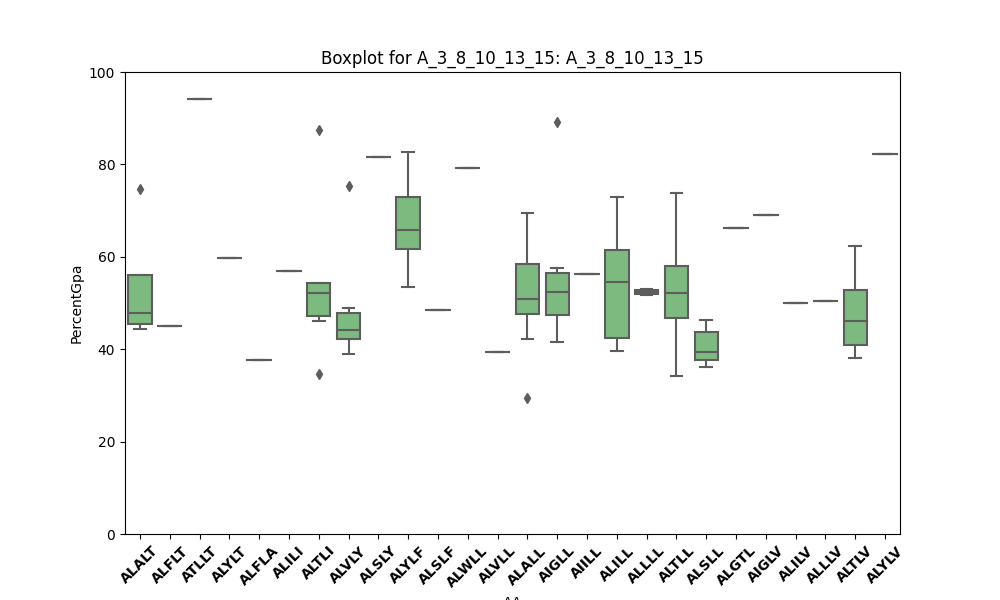 Boxplot for A_3_8_10_13_15: A_3_8_10_13_15
100
80
60
40
20
0
PercentGpa
ALALT
ALFLT
ATLLT
ALYLT
ALFLA
ALILI
ALTLI
ALVLY
ALSLY
ALYLF
ALSLF
ALWLL
ALVLL
ALALL
AIGLL
AIILL
ALILL
ALLLL
ALTLL
ALSLL
ALGTL
AIGLV
ALILV
ALLLV
ALTLV
ALYLV
AA